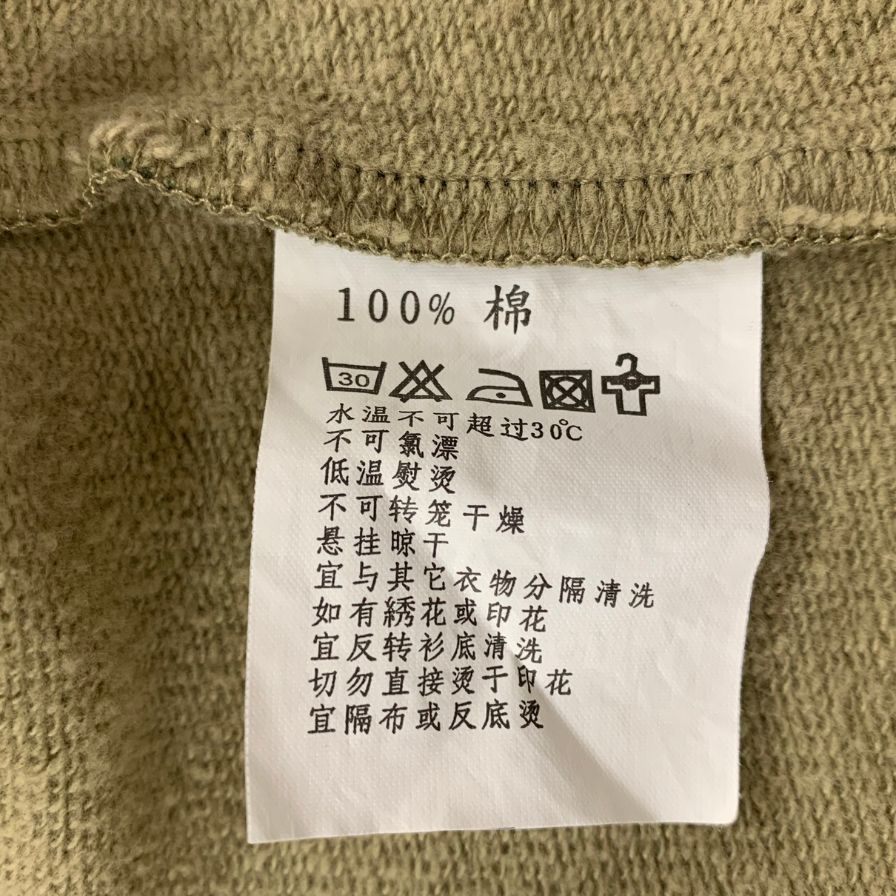 100% 棉
30
水温不可超过30℃
不可氯漂
低温熨烫
不可转笼干燥
悬挂晾干
宜与其它衣物分隔清洗
如有綉花或印花
宜反转衫底清洗
切勿直接烫于印花
宜隔布或反底烫